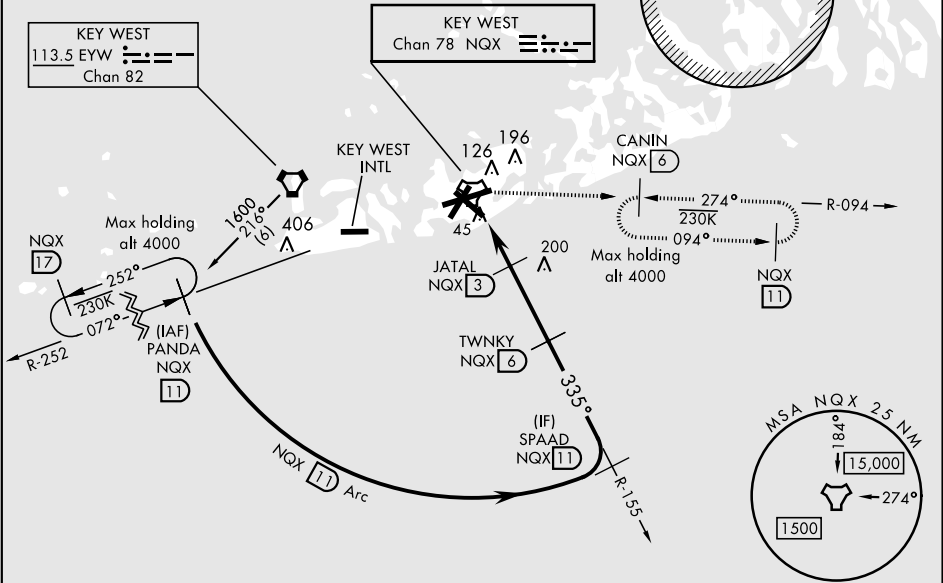 KEY WEST
113.5 EYW
Chan 82
KEY WEST
Chan 78 NQX
KEY WEST
INTL
126
196
CANIN
NQX 6
1600
216°
(6)
406
45
200
274°
230K
094°
R-094
Max holding
alt 4000
NQX
11
Max holding
alt 4000
NQX
17
252°
230K
072°
R-252
(IAF)
PANDA
NQX
11
JATAL
NQX 3
TWNKY
NQX 6
335°
(IF)
SPAAD
NQX 11
R-155
NQX 11 Arc
MSA NQX 25 NM
184°
15,000
274°
1500